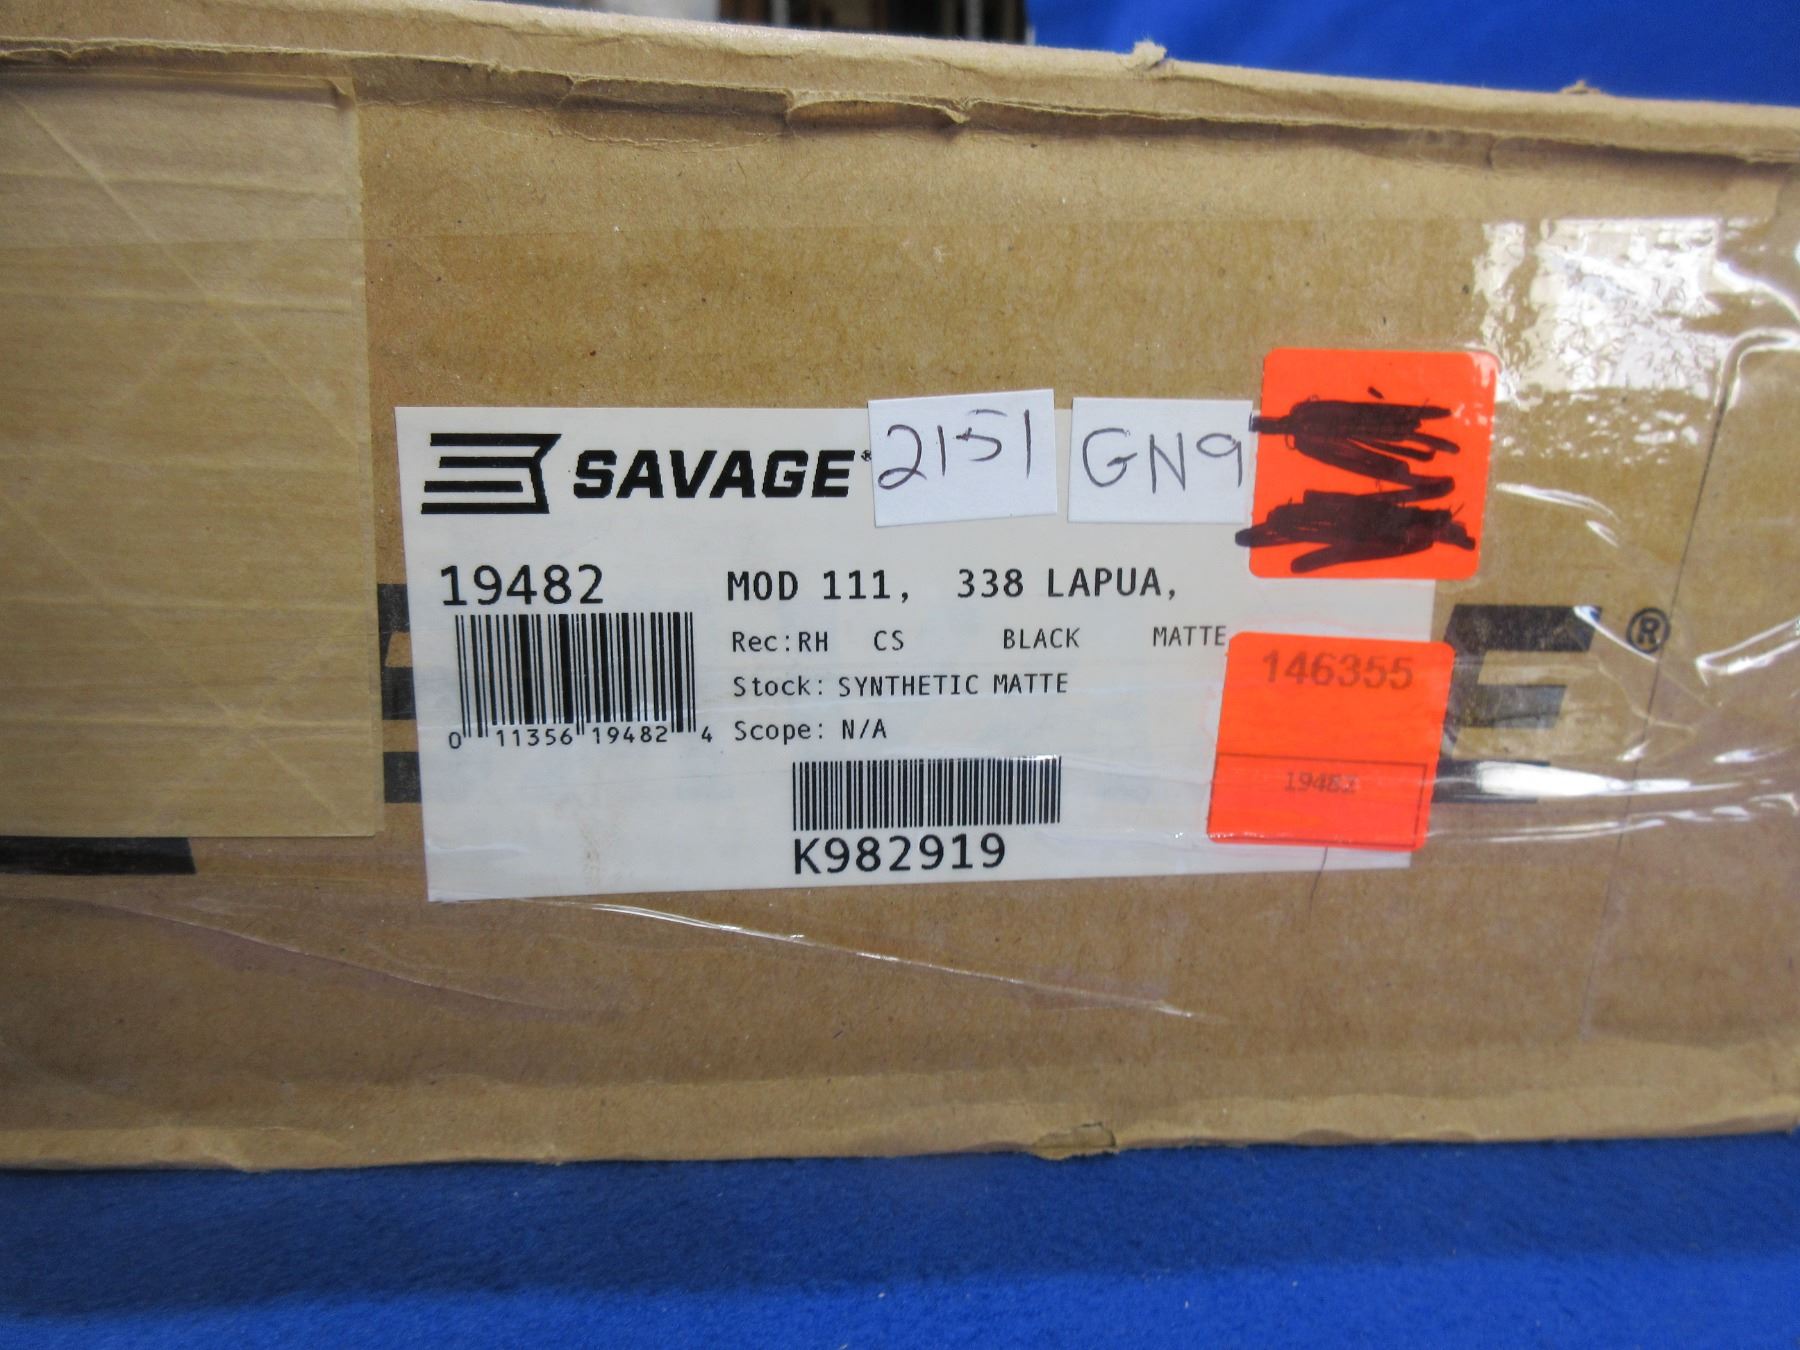 SAVAGE®
2151
GN9
19482
MOD 111, 338 LAPUA,
Rec: RH CS BLACK MATTE
Stock: SYNTHETIC MATTE
Scope: N/A
0 11356 19482 4
K982919
146355
19482
E®